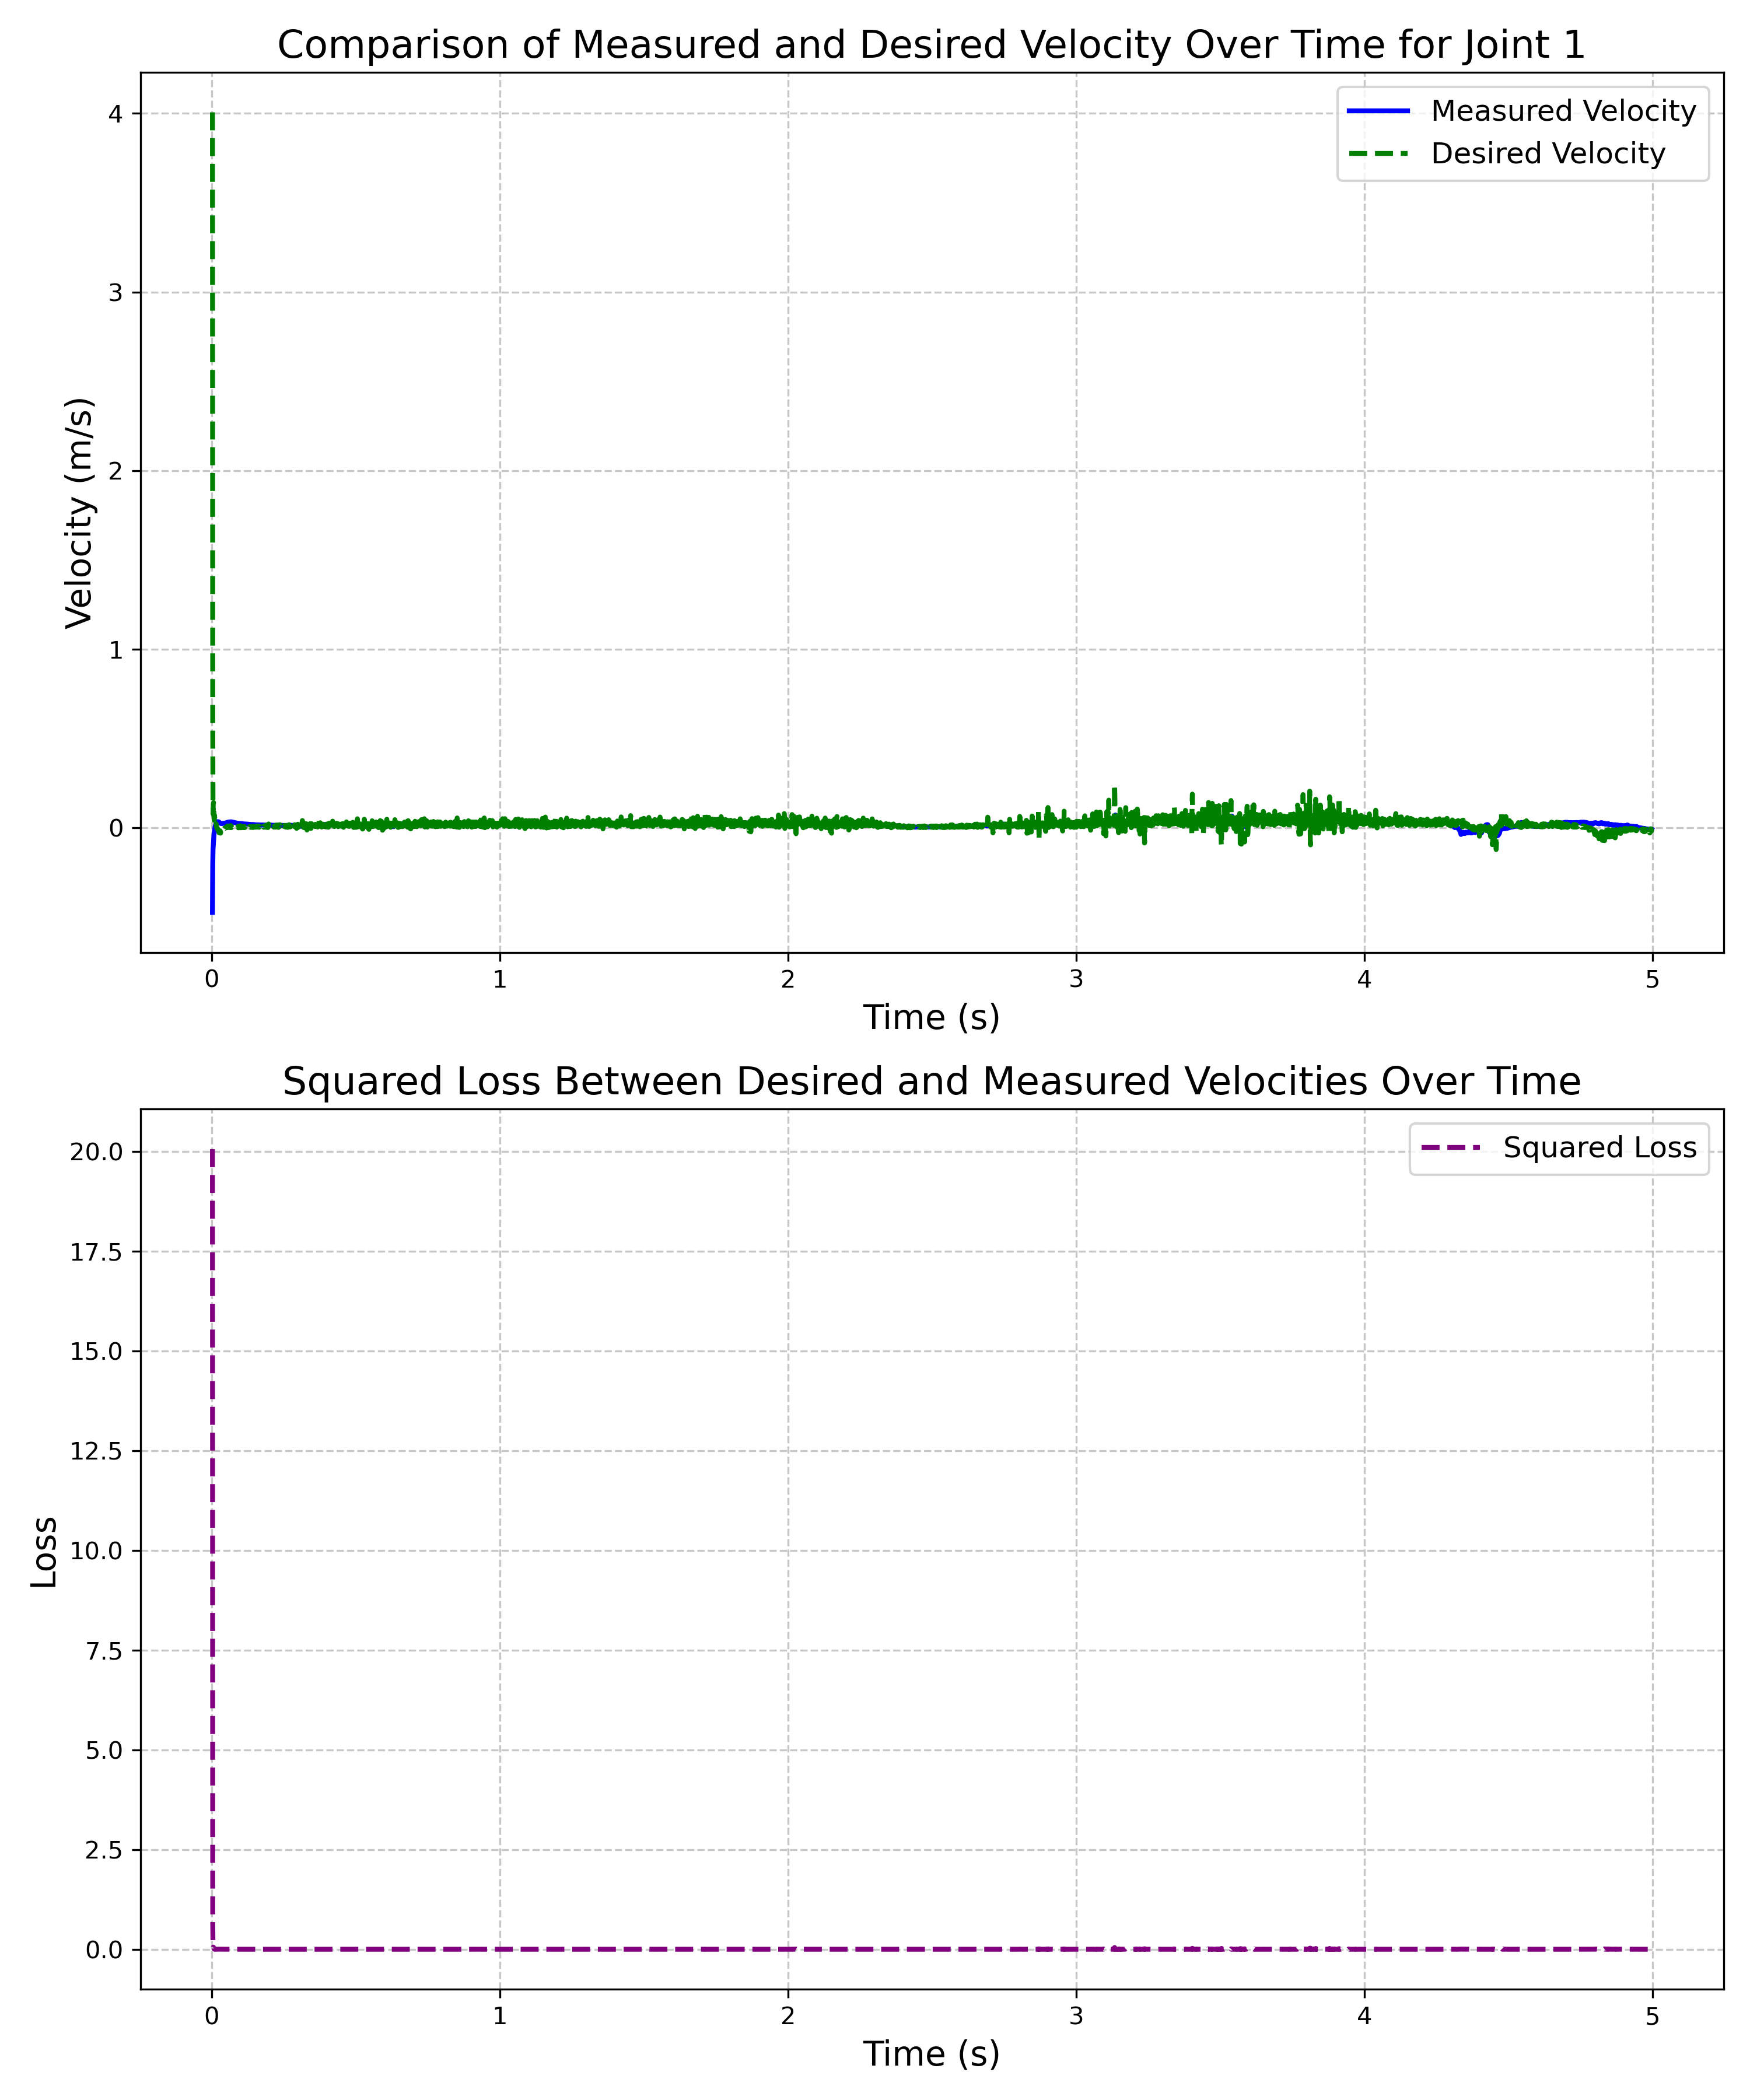 Comparison of Measured and Desired Velocity Over Time for Joint 1
Measured Velocity
Desired Velocity
4
3
2
1
0
Velocity (m/s)
0 1 2 3 4 5
Time (s)
Squared Loss Between Desired and Measured Velocities Over Time
Squared Loss
20.0
17.5
15.0
12.5
10.0
7.5
5.0
2.5
0.0
Loss
0 1 2 3 4 5
Time (s)